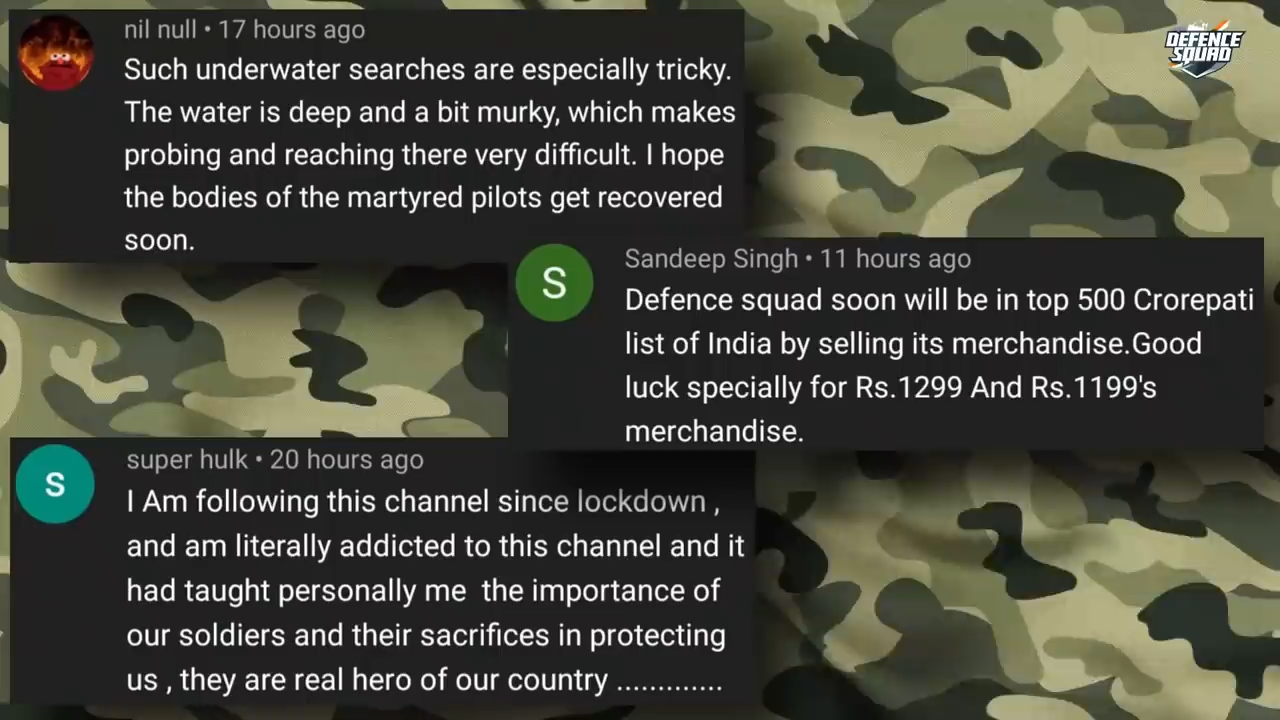 nil null • 17 hours ago
Such underwater searches are especially tricky.
The water is deep and a bit murky, which makes
probing and reaching there very difficult. I hope
the bodies of the martyred pilots get recovered
soon.
DEFENCE
SQUAD
S
Sandeep Singh • 11 hours ago
Defence squad soon will be in top 500 Crorepati
list of India by selling its merchandise.Good
luck specially for Rs.1299 And Rs.1199's
merchandise.
S
super hulk • 20 hours ago
I Am following this channel since lockdown ,
and am literally addicted to this channel and it
had taught personally me  the importance of
our soldiers and their sacrifices in protecting
us , they are real hero of our country .............